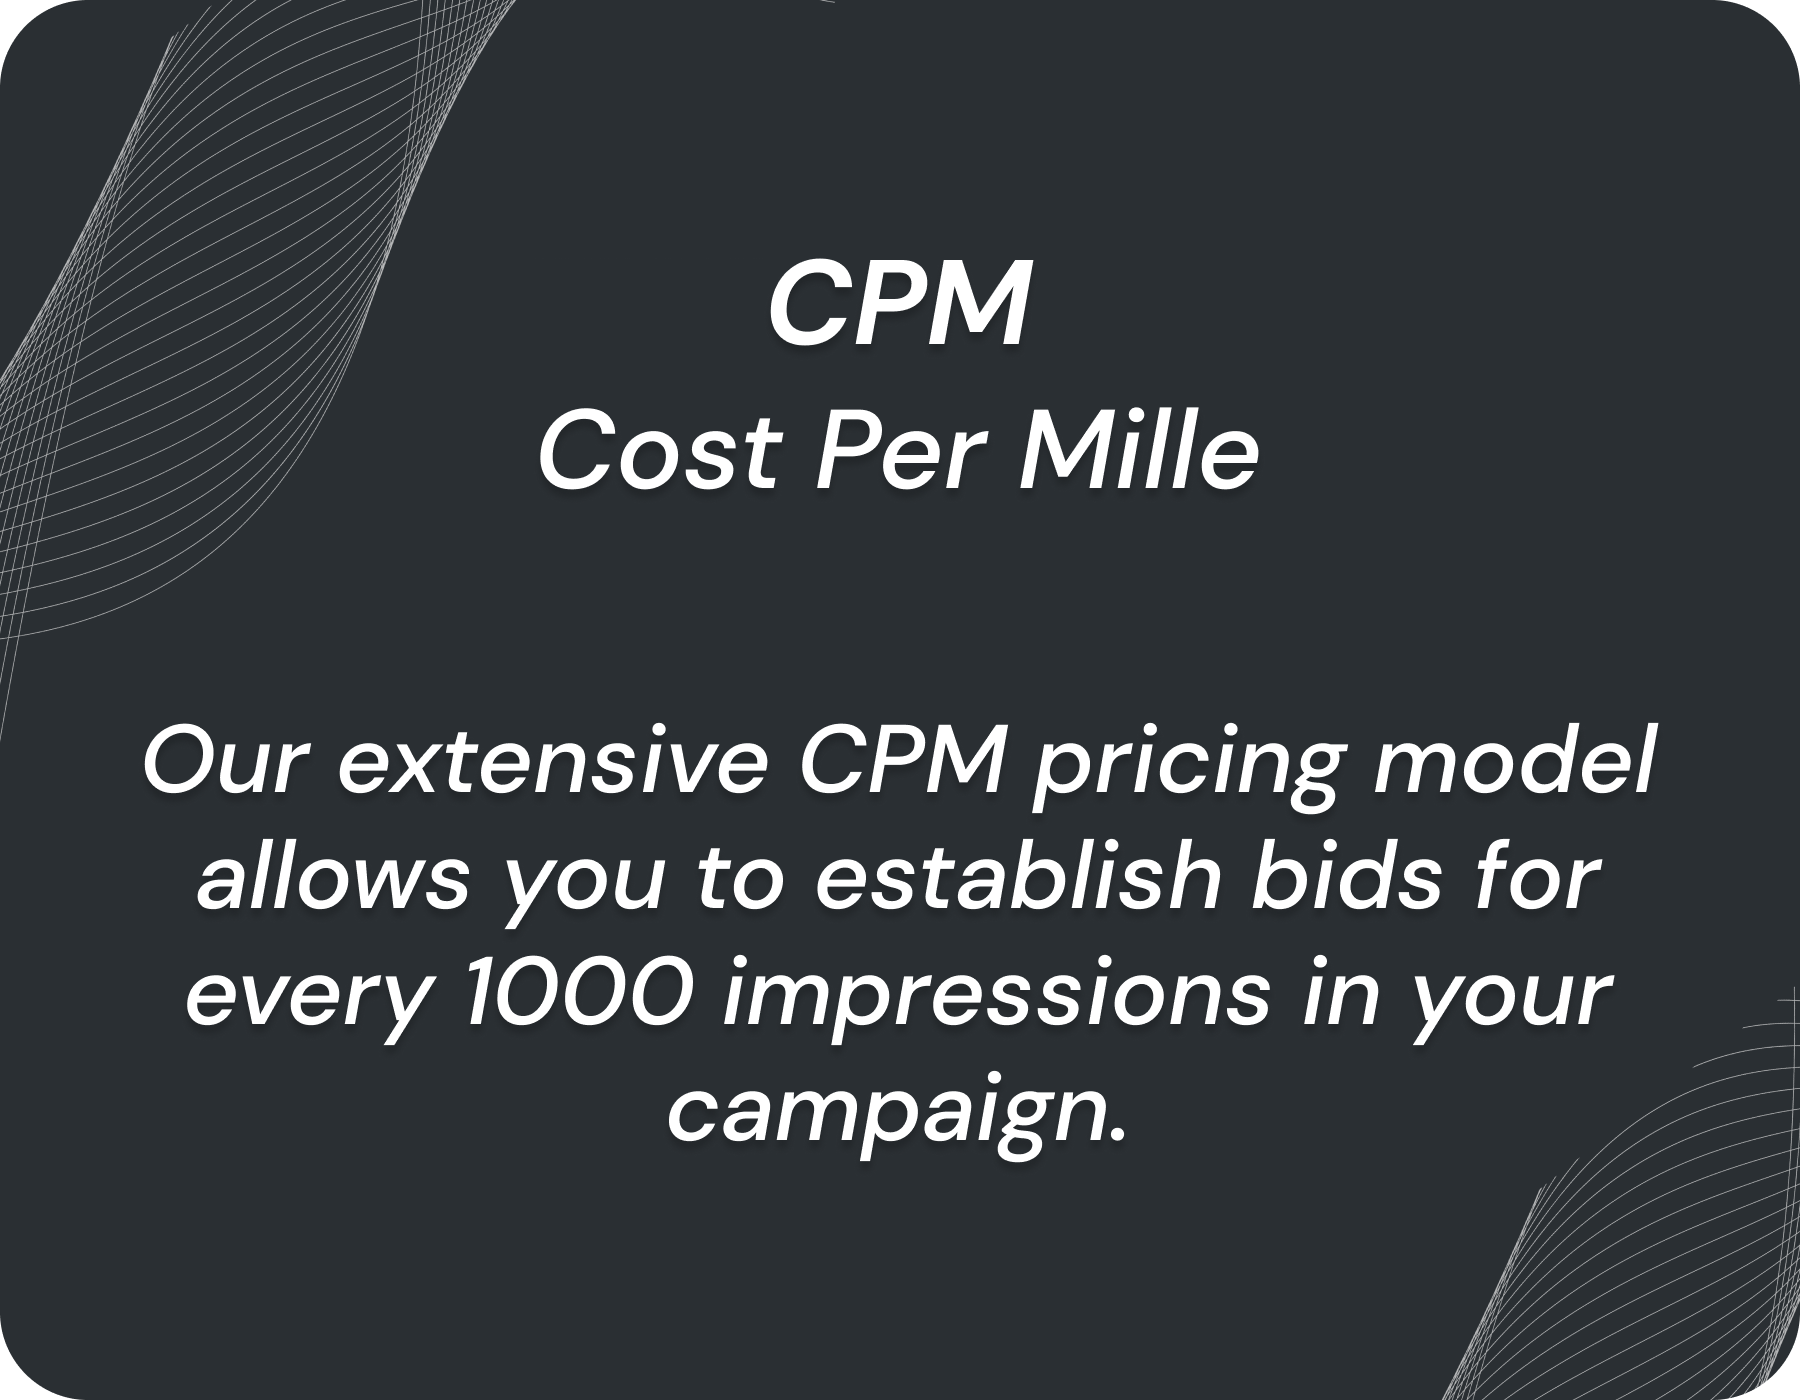 CPM
Cost Per Mille
Our extensive CPM pricing model
allows you to establish bids for
every 1000 impressions in your
campaign.